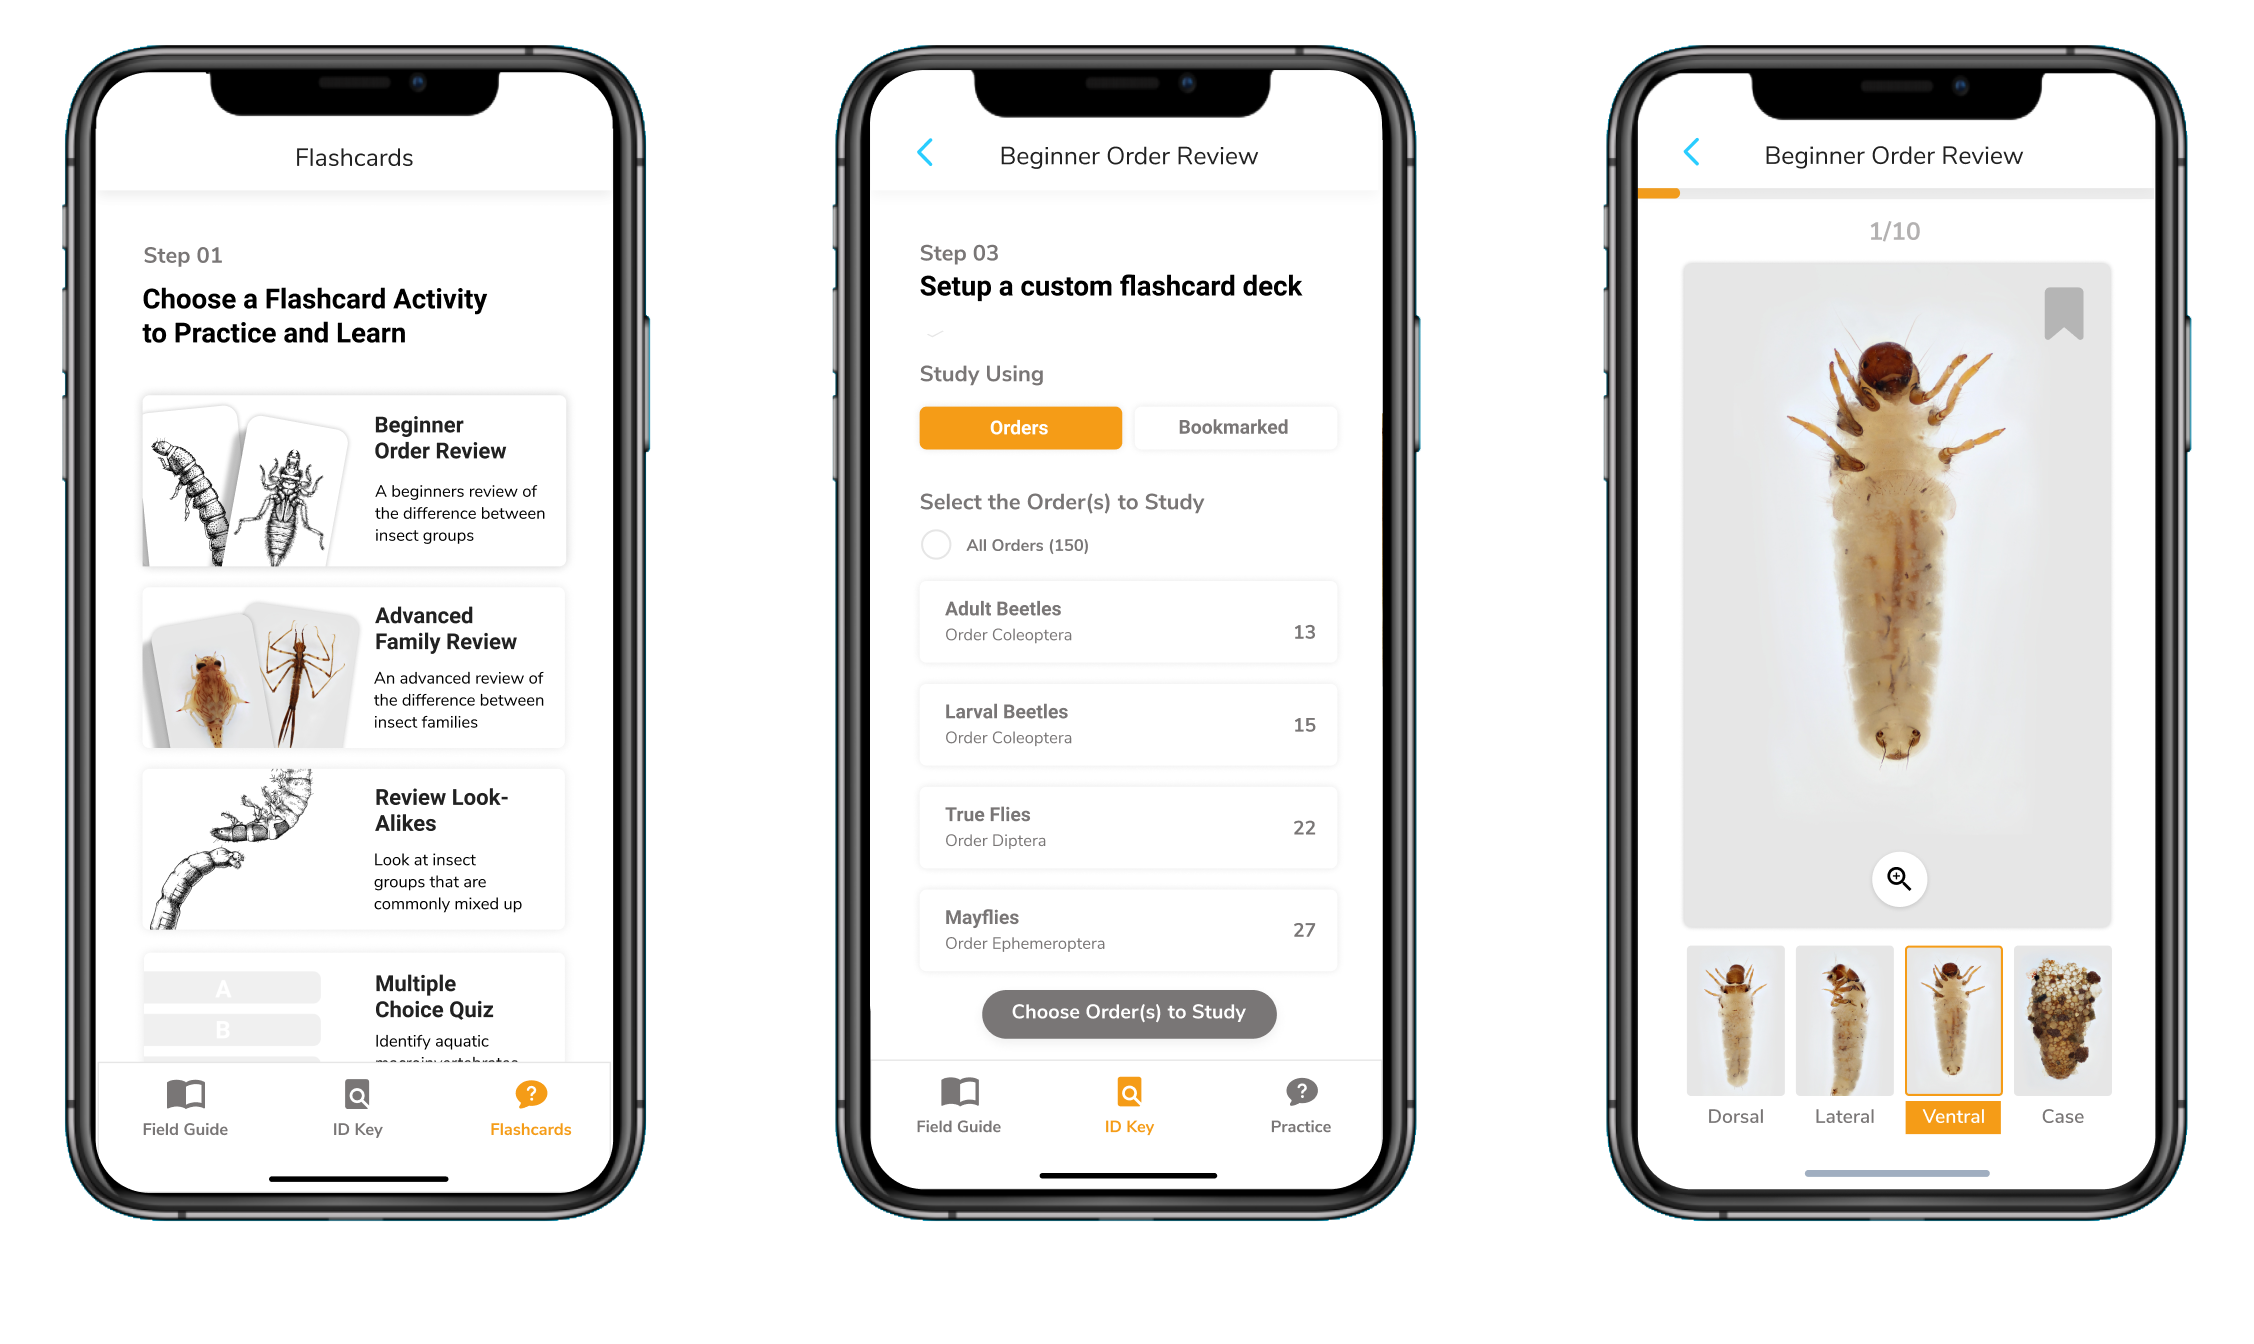 Flashcards
Step 01
Choose a Flashcard Activity
to Practice and Learn
Beginner
Order Review
A beginners review of
the difference between
insect groups
Advanced
Family Review
An advanced review of
the difference between
insect families
Review Look-
Alikes
Look at insect
groups that are
commonly mixed up
A
B
Multiple
Choice Quiz
Identify aquatic
macroinvertebrates
Field Guide
ID Key
Flashcards
Beginner Order Review
Step 03
Setup a custom flashcard deck
Study Using
Orders
Bookmarked
Select the Order(s) to Study
All Orders (150)
Adult Beetles
Order Coleoptera
13
Larval Beetles
Order Coleoptera
15
True Flies
Order Diptera
22
Mayflies
Order Ephemeroptera
27
Choose Order(s) to Study
Field Guide
ID Key
Practice
Beginner Order Review
1/10
Dorsal
Lateral
Ventral
Case